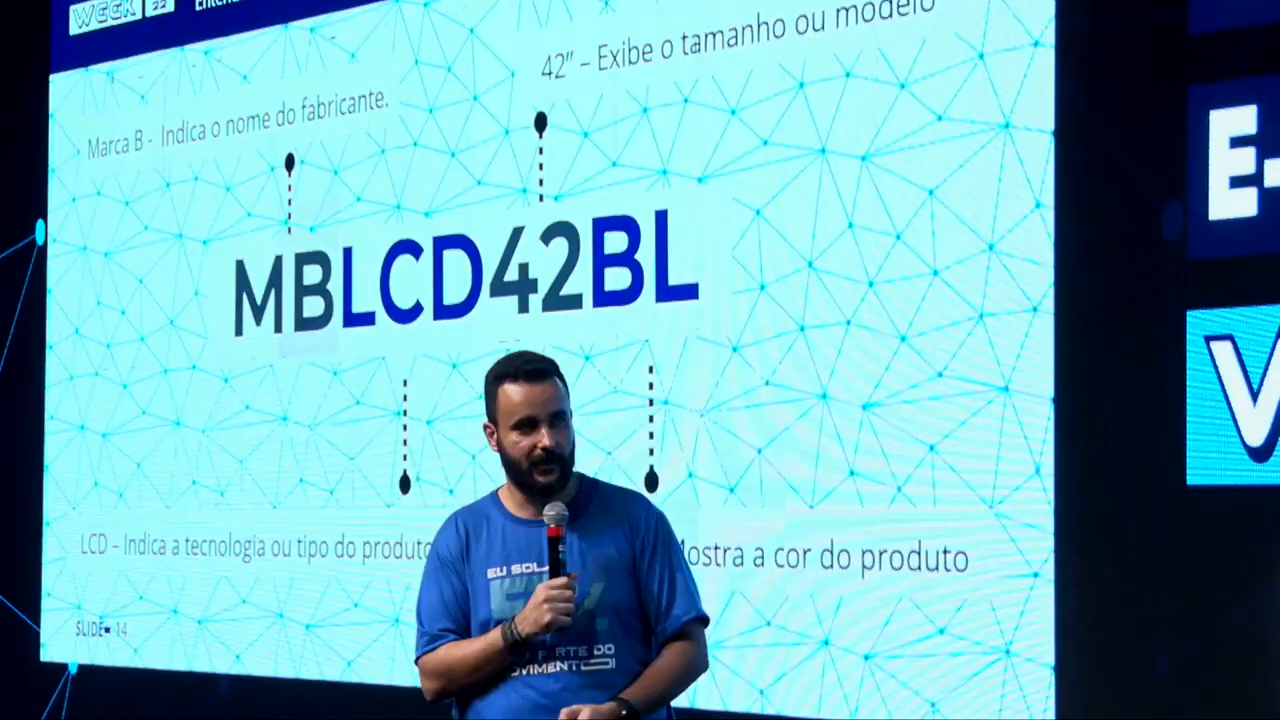 WEEK 22
42” – Exibe o tamanho ou modelo
Marca B - Indica o nome do fabricante.
MBLCD42BL
LCD – Indica a tecnologia ou tipo do produto
Mostra a cor do produto
SLIDE 14
EU SOU
PARTE DO
MOVIMENTO!
E-
V